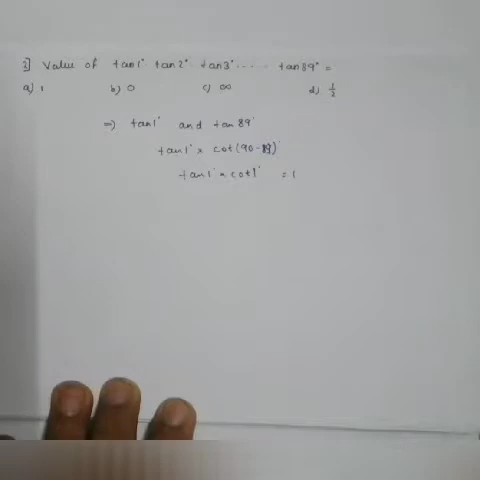 2] Value of tan1° tan2° tan3° ...... tan89° =
a) 1 b) 0 c) ∞ d) 1/2
=) tan1° and tan89°
tan1° × cot(90-89)°
tan1° × cot1° = 1